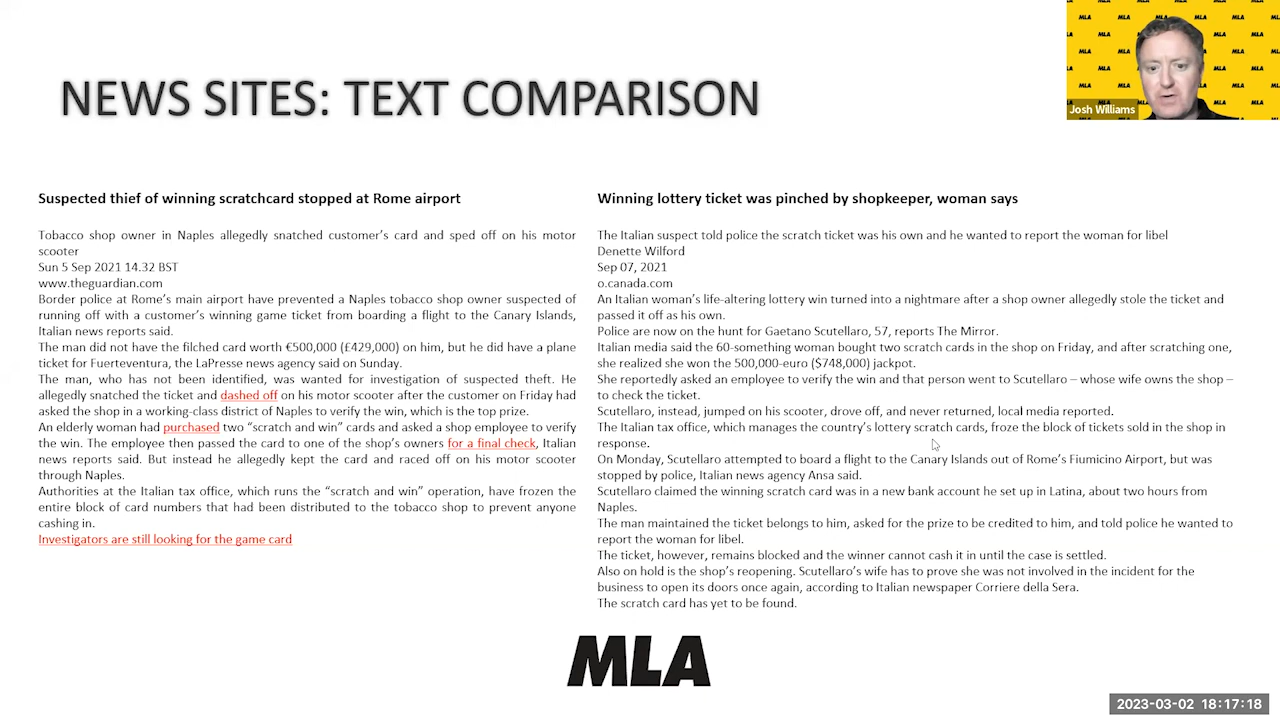 MLA MLA MLA MLA MLA
MLA MLA MLA
MLA MLA MLA
MLA MLA MLA
MLA MLA
Josh Williams
NEWS SITES: TEXT COMPARISON
Suspected thief of winning scratchcard stopped at Rome airport
Tobacco shop owner in Naples allegedly snatched customer's card and sped off on his motor
scooter
Sun 5 Sep 2021 14.32 BST
www.theguardian.com
Border police at Rome's main airport have prevented a Naples tobacco shop owner suspected of
running off with a customer's winning game ticket from boarding a flight to the Canary Islands,
Italian news reports said.
The man did not have the filched card worth €500,000 (£429,000) on him, but he did have a plane
ticket for Fuerteventura, the LaPresse news agency said on Sunday.
The man, who has not been identified, was wanted for investigation of suspected theft. He
allegedly snatched the ticket and dashed off on his motor scooter after the customer on Friday had
asked the shop in a working-class district of Naples to verify the win, which is the top prize.
An elderly woman had purchased two “scratch and win” cards and asked a shop employee to verify
the win. The employee then passed the card to one of the shop's owners for a final check, Italian
news reports said. But instead he allegedly kept the card and raced off on his motor scooter
through Naples.
Authorities at the Italian tax office, which runs the “scratch and win” operation, have frozen the
entire block of card numbers that had been distributed to the tobacco shop to prevent anyone
cashing in.
Investigators are still looking for the game card
Winning lottery ticket was pinched by shopkeeper, woman says
The Italian suspect told police the scratch ticket was his own and he wanted to report the woman for libel
Denette Wilford
Sep 07, 2021
o.canada.com
An Italian woman's life-altering lottery win turned into a nightmare after a shop owner allegedly stole the ticket and
passed it off as his own.
Police are now on the hunt for Gaetano Scutellaro, 57, reports The Mirror.
Italian media said the 60-something woman bought two scratch cards in the shop on Friday, and after scratching one,
she realized she won the 500,000-euro ($748,000) jackpot.
She reportedly asked an employee to verify the win and that person went to Scutellaro – whose wife owns the shop –
to check the ticket.
Scutellaro, instead, jumped on his scooter, drove off, and never returned, local media reported.
The Italian tax office, which manages the country's lottery scratch cards, froze the block of tickets sold in the shop in
response.
On Monday, Scutellaro attempted to board a flight to the Canary Islands out of Rome's Fiumicino Airport, but was
stopped by police, Italian news agency Ansa said.
Scutellaro claimed the winning scratch card was in a new bank account he set up in Latina, about two hours from
Naples.
The man maintained the ticket belongs to him, asked for the prize to be credited to him, and told police he wanted to
report the woman for libel.
The ticket, however, remains blocked and the winner cannot cash it in until the case is settled.
Also on hold is the shop's reopening. Scutellaro's wife has to prove she was not involved in the incident for the
business to open its doors once again, according to Italian newspaper Corriere della Sera.
The scratch card has yet to be found.
MLA
2023-03-02 18:17:18